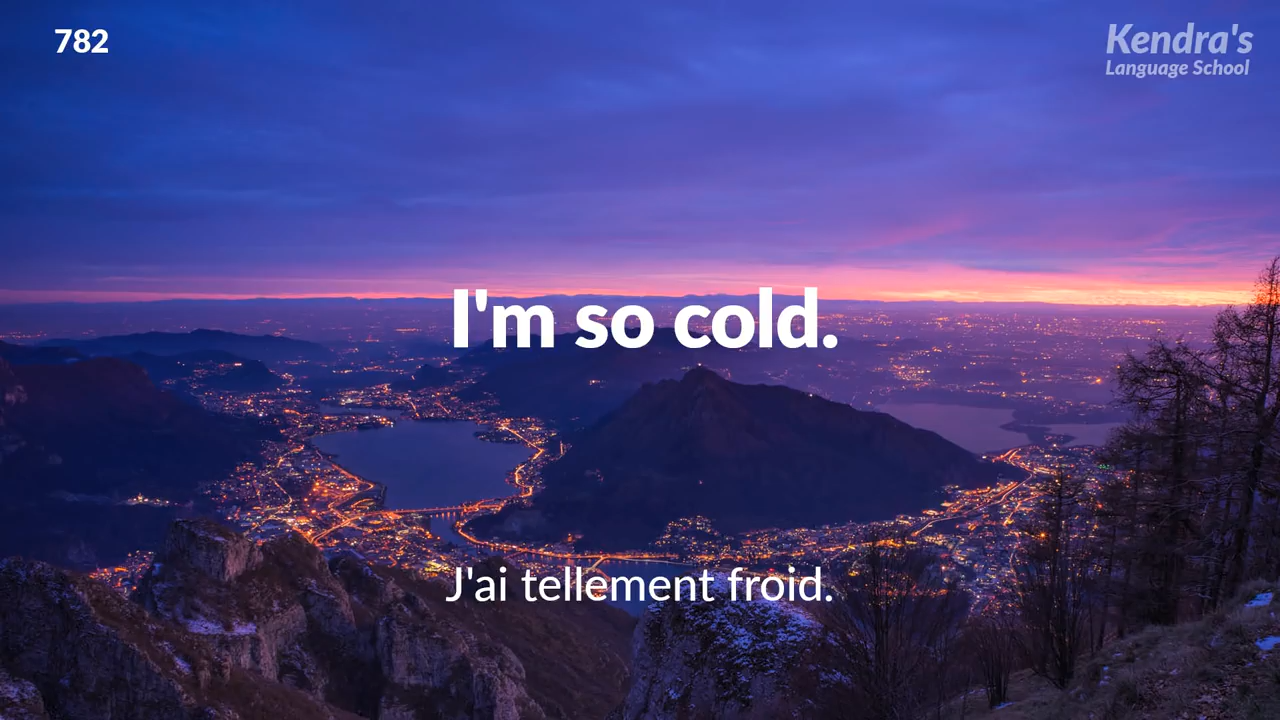 782
Kendra's
Language School
I'm so cold.
J'ai tellement froid.